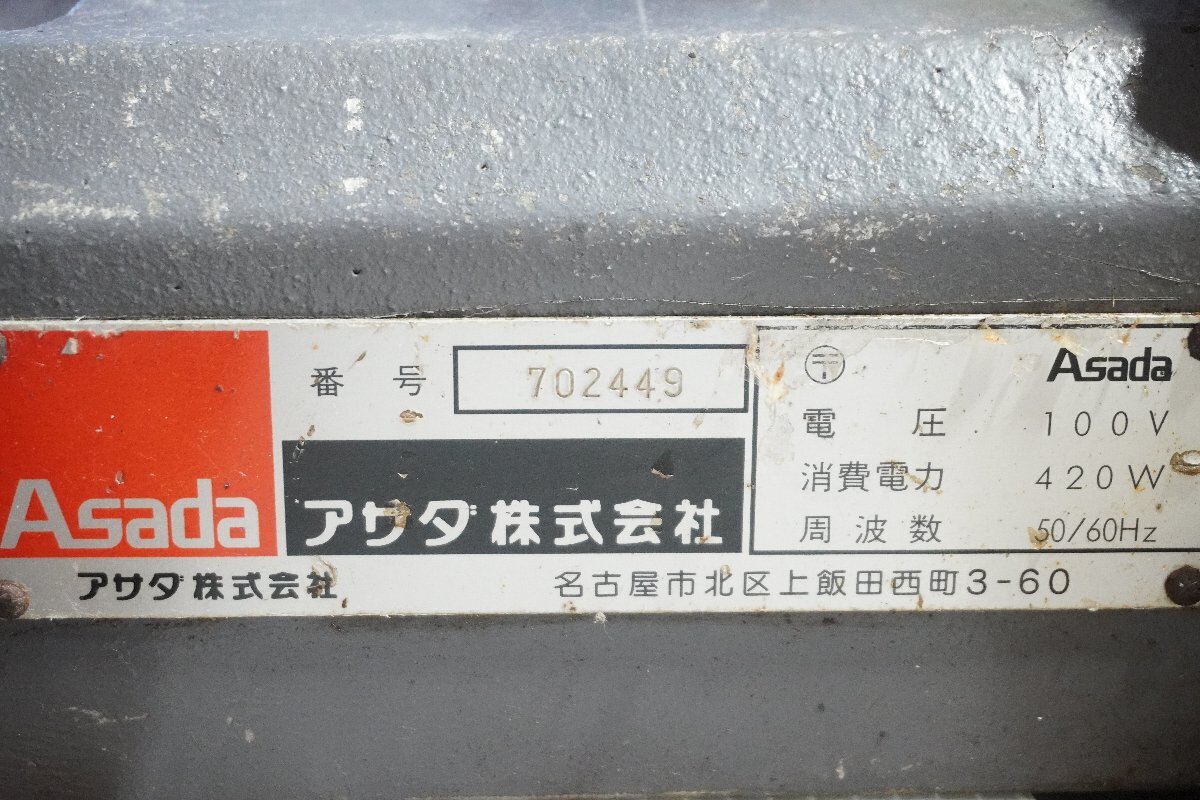 Asada
番号 702449
アサダ株式会社
〒 Asada
電圧 100V
消費電力 420W
周波数 50/60Hz
アサダ株式会社 名古屋市北区上飯田西町3-60